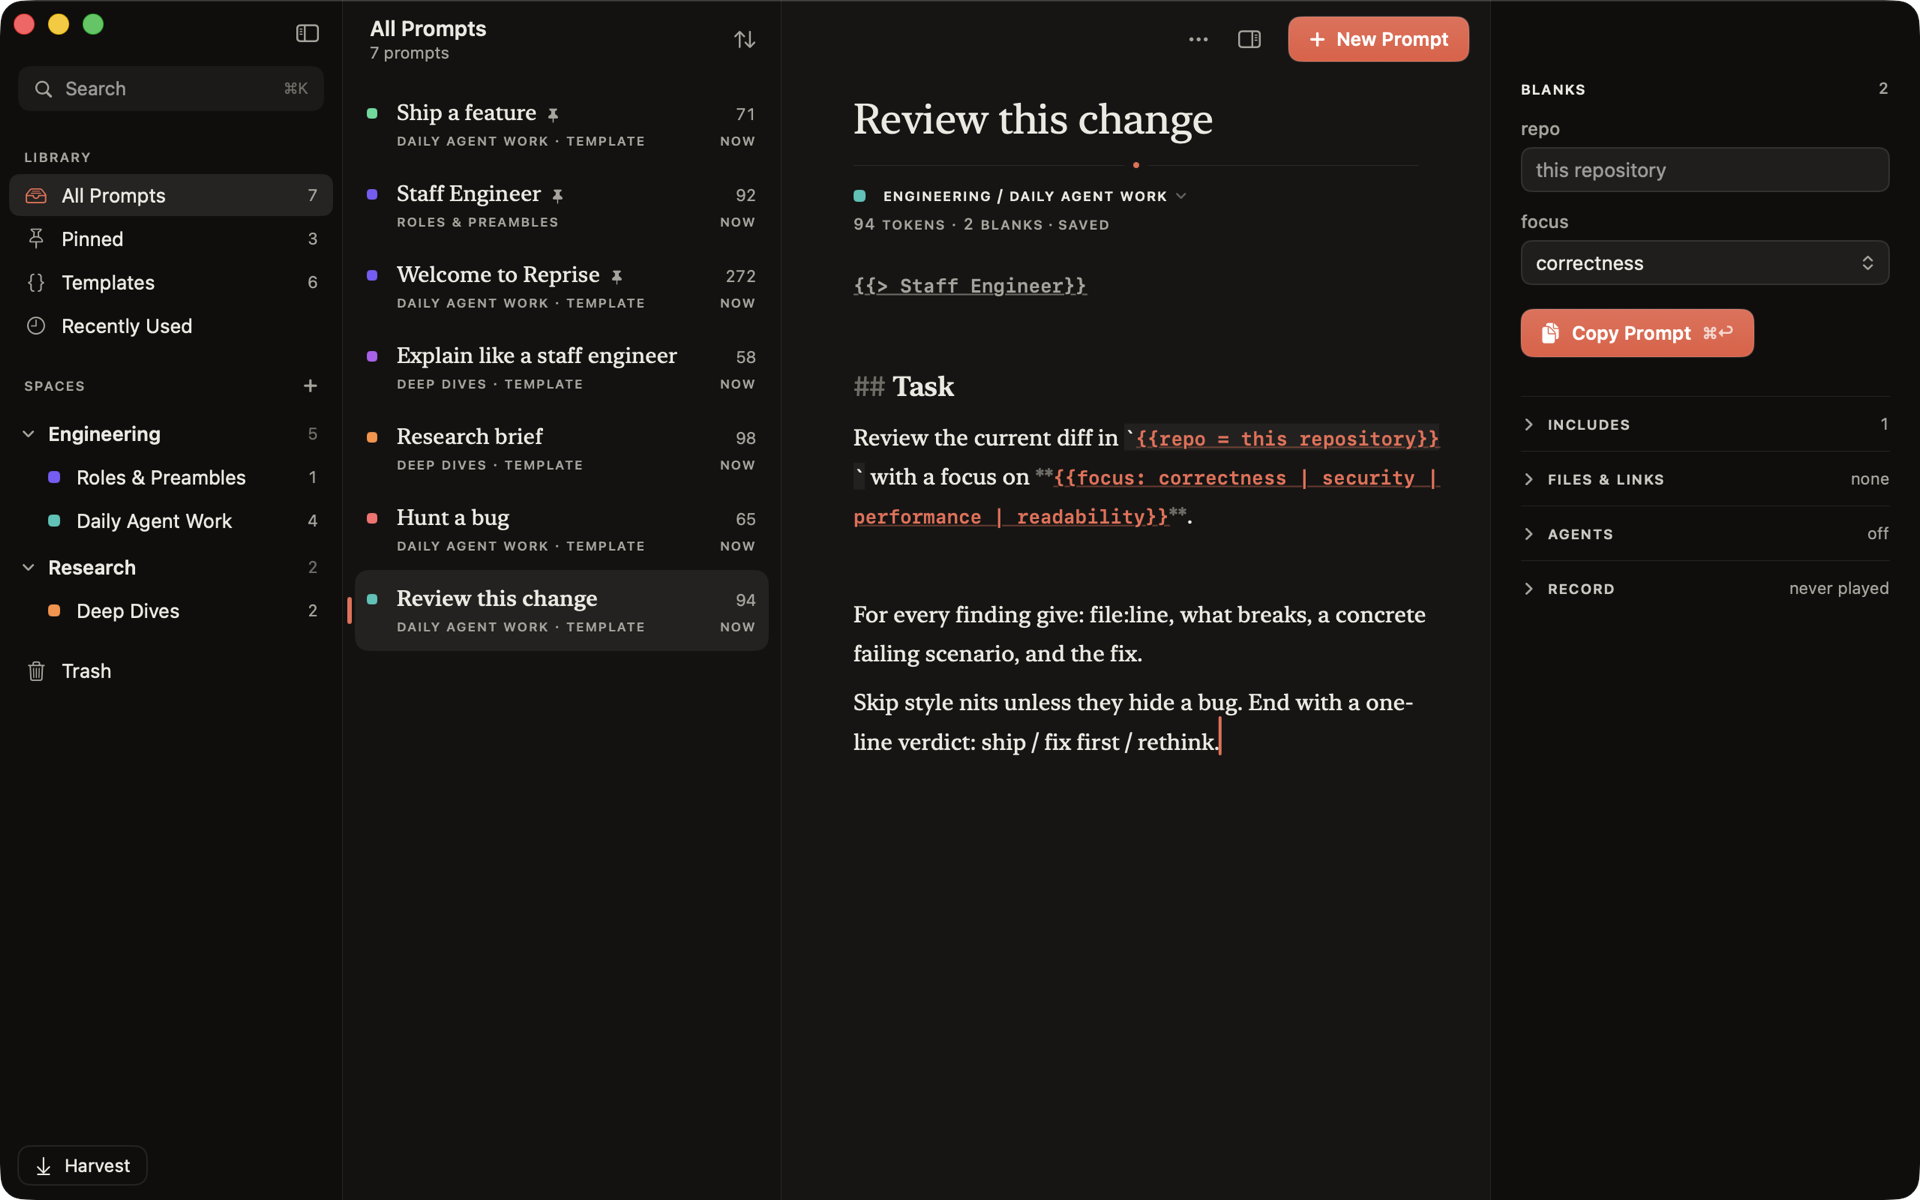 Search ⌘K
LIBRARY
All Prompts 7
Pinned 3
Templates 6
Recently Used
SPACES +
Engineering 5
Roles & Preambles 1
Daily Agent Work 4
Research 2
Deep Dives 2
Trash
Harvest
All Prompts
7 prompts
Ship a feature 71
DAILY AGENT WORK · TEMPLATE NOW
Staff Engineer 92
ROLES & PREAMBLES NOW
Welcome to Reprise 272
DAILY AGENT WORK · TEMPLATE NOW
Explain like a staff engineer 58
DEEP DIVES · TEMPLATE NOW
Research brief 98
DEEP DIVES · TEMPLATE NOW
Hunt a bug 65
DAILY AGENT WORK · TEMPLATE NOW
Review this change 94
DAILY AGENT WORK · TEMPLATE NOW
+ New Prompt
Review this change
ENGINEERING / DAILY AGENT WORK
94 TOKENS · 2 BLANKS · SAVED
{{> Staff Engineer}}
## Task
Review the current diff in `{{repo = this repository}}
` with a focus on **{{focus: correctness | security |
performance | readability}}**.
For every finding give: file:line, what breaks, a concrete
failing scenario, and the fix.
Skip style nits unless they hide a bug. End with a one-
line verdict: ship / fix first / rethink.
BLANKS 2
repo
this repository
focus
correctness
Copy Prompt ⌘↩
INCLUDES 1
FILES & LINKS none
AGENTS off
RECORD never played